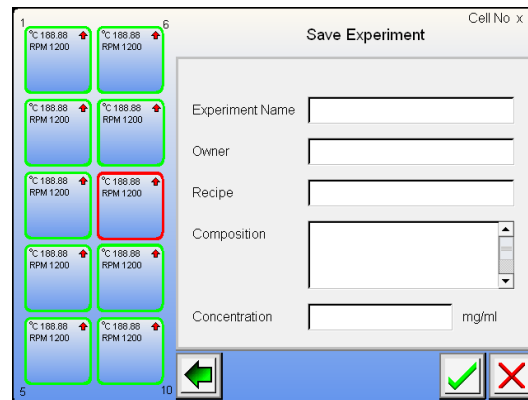 1
6
°C 188.88
RPM 1200
°C 188.88
RPM 1200
°C 188.88
RPM 1200
°C 188.88
RPM 1200
°C 188.88
RPM 1200
°C 188.88
RPM 1200
°C 188.88
RPM 1200
°C 188.88
RPM 1200
°C 188.88
RPM 1200
°C 188.88
RPM 1200
5
10
Cell No x
Save Experiment
Experiment Name
Owner
Recipe
Composition
Concentration mg/ml